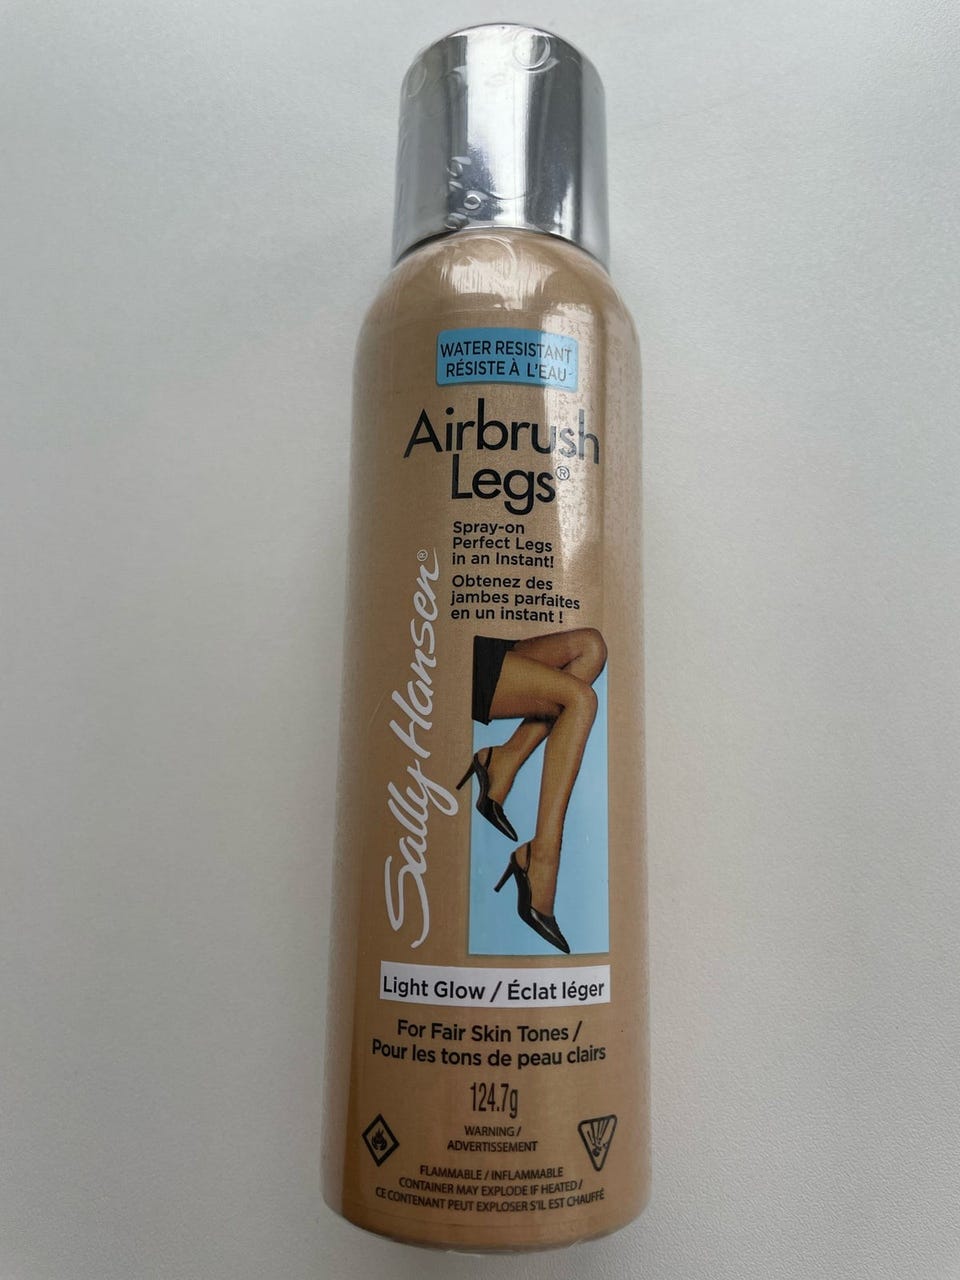 WATER RESISTANT
RÉSISTE À L'EAU
Airbrush
Legs®
Spray-on
Perfect Legs
in an Instant!
Obtenez des
jambes parfaites
en un instant !
Sally Hansen®
Light Glow / Éclat léger
For Fair Skin Tones /
Pour les tons de peau clairs
124.7g
WARNING /
ADVERTISSEMENT
FLAMMABLE / INFLAMMABLE
CONTAINER MAY EXPLODE IF HEATED /
CE CONTENANT PEUT EXPLOSER S'IL EST CHAUFFÉ